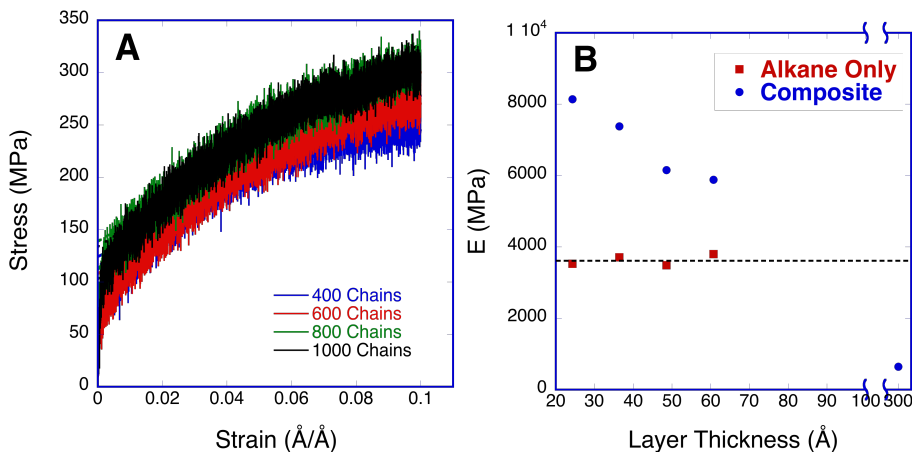 A
350
300
250
200
150
100
50
0
Stress (MPa)
400 Chains
600 Chains
800 Chains
1000 Chains
0 0.02 0.04 0.06 0.08 0.1
Strain (Å/Å)
B
Alkane Only
Composite
1 10⁴
8000
6000
4000
2000
0
E (MPa)
20 30 40 50 60 70 80 90 100 300
Layer Thickness (Å)